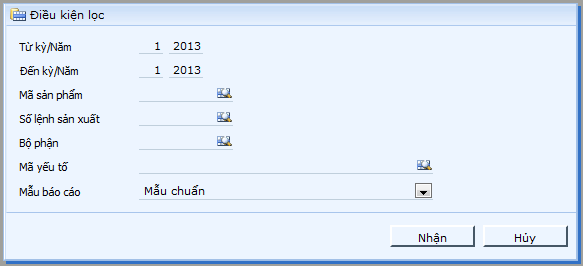 Điều kiện lọc
Từ kỳ/Năm 1 2013
Đến kỳ/Năm 1 2013
Mã sản phẩm
Số lệnh sản xuất
Bộ phận
Mã yếu tố
Mẫu báo cáo Mẫu chuẩn
Nhận Hủy